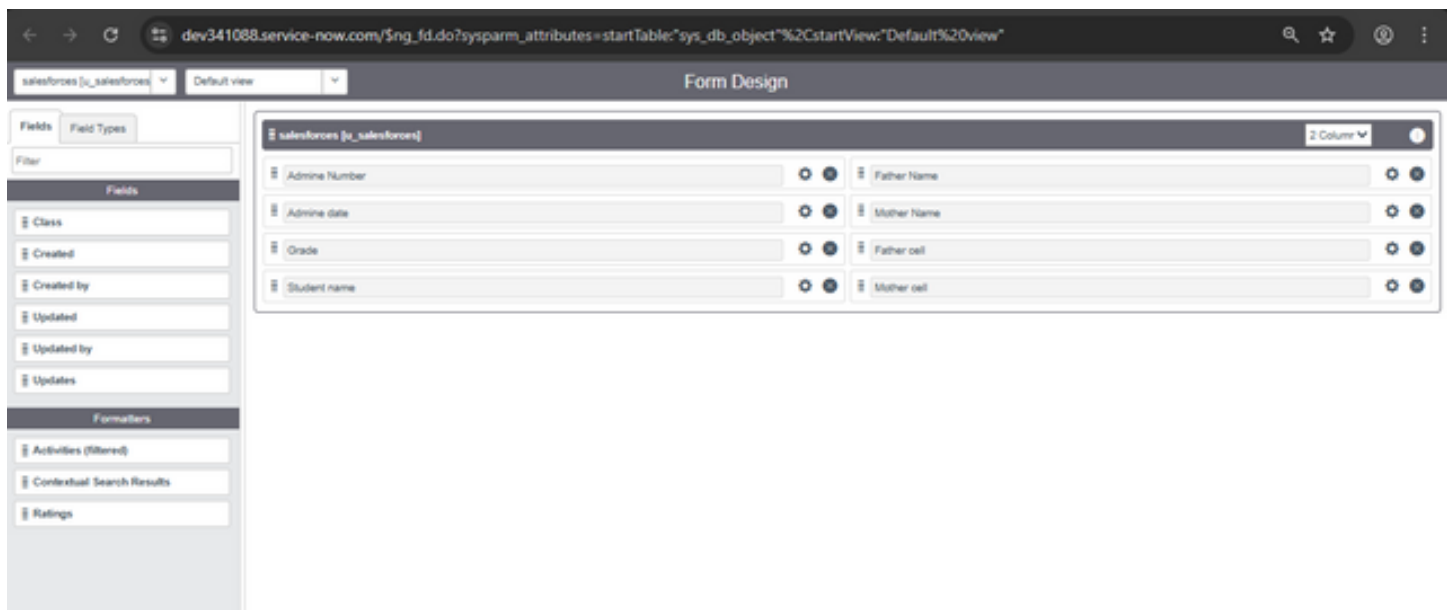 dev341088.service-now.com/$ng_fd.do?sysparm_attributes=startTable:"sys_db_object"%2CstartView:"Default%20view"
salesforces [u_salesforces
Default view
Form Design
Fields
Field Types
Filter
Fields
Class
Created
Created by
Updated
Updated by
Updates
Formatters
Activities (filtered)
Contextual Search Results
Ratings
salesforces [u_salesforces]
2 Column
Admine Number
Father Name
Admine date
Mother Name
Grade
Father cell
Student name
Mother cell